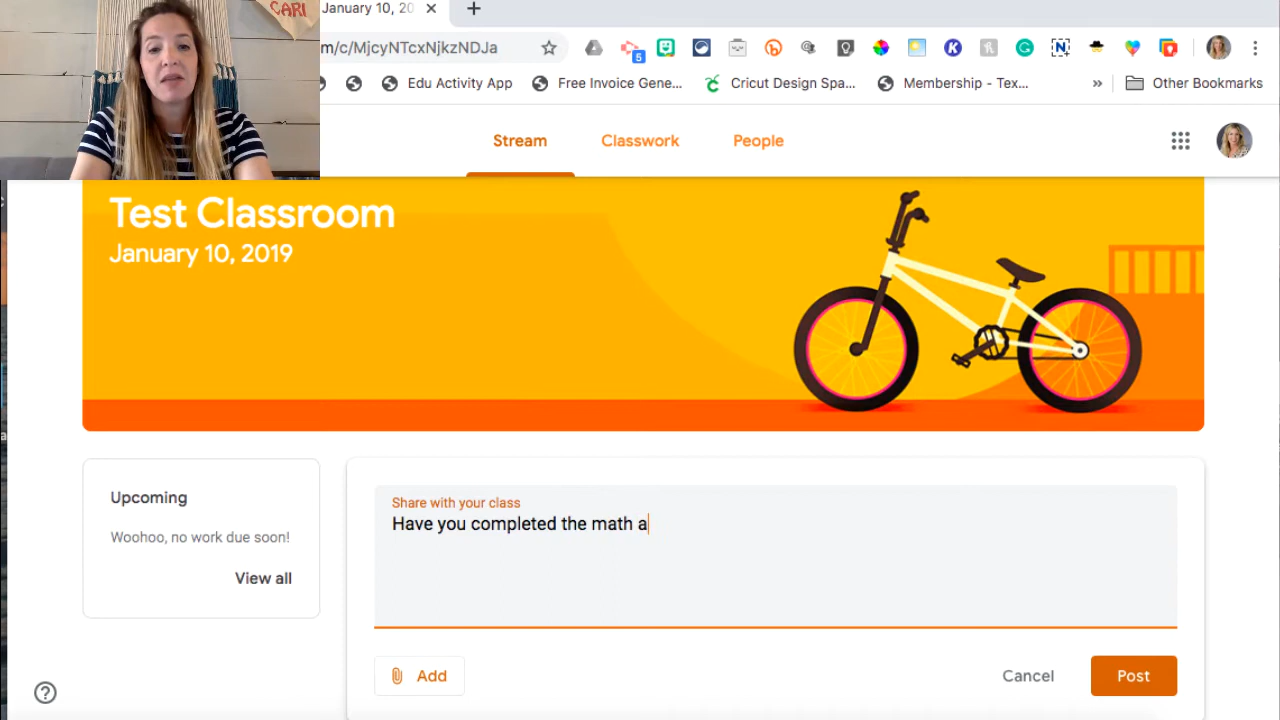 CARI
January 10, 20
m/c/MjcyNTcxNjkzNDJa
5
Edu Activity App
Free Invoice Gene...
Cricut Design Spa...
Membership - Tex...
Other Bookmarks
Stream
Classwork
People
Test Classroom
January 10, 2019
Upcoming
Woohoo, no work due soon!
View all
Share with your class
Have you completed the math a
Add
Cancel
Post